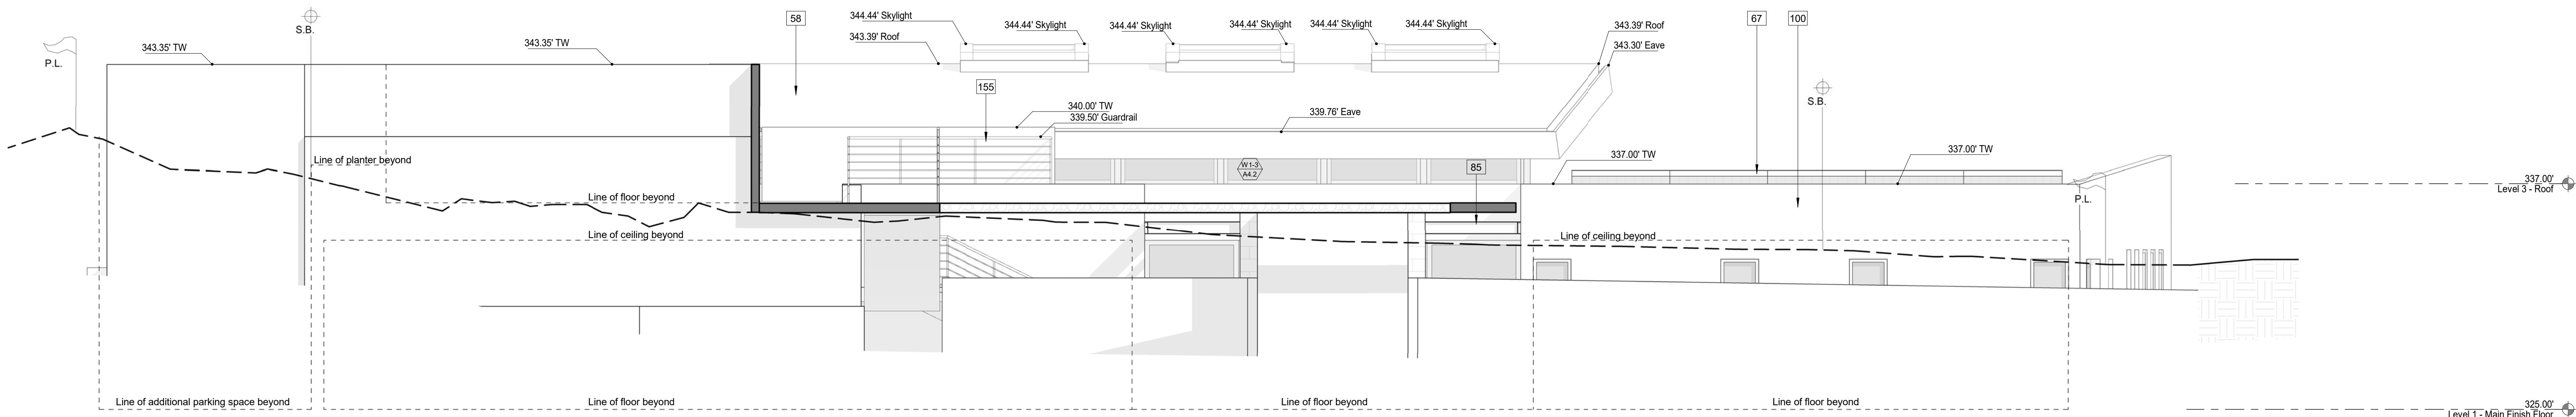 S.B.
343.35' TW
343.35' TW
P.L.
58
344.44' Skylight
344.44' Skylight
344.44' Skylight
344.44' Skylight
344.44' Skylight
344.44' Skylight
343.39' Roof
343.39' Roof
343.30' Eave
67
100
155
340.00' TW
339.50' Guardrail
339.76' Eave
S.B.
W1-3
A4.2
85
337.00' TW
337.00' TW
Line of planter beyond
Line of floor beyond
P.L.
337.00'
Level 3 - Roof
Line of ceiling beyond
Line of ceiling beyond
Line of additional parking space beyond
Line of floor beyond
Line of floor beyond
Line of floor beyond
325.00'
Level 1 - Main Finish Floor